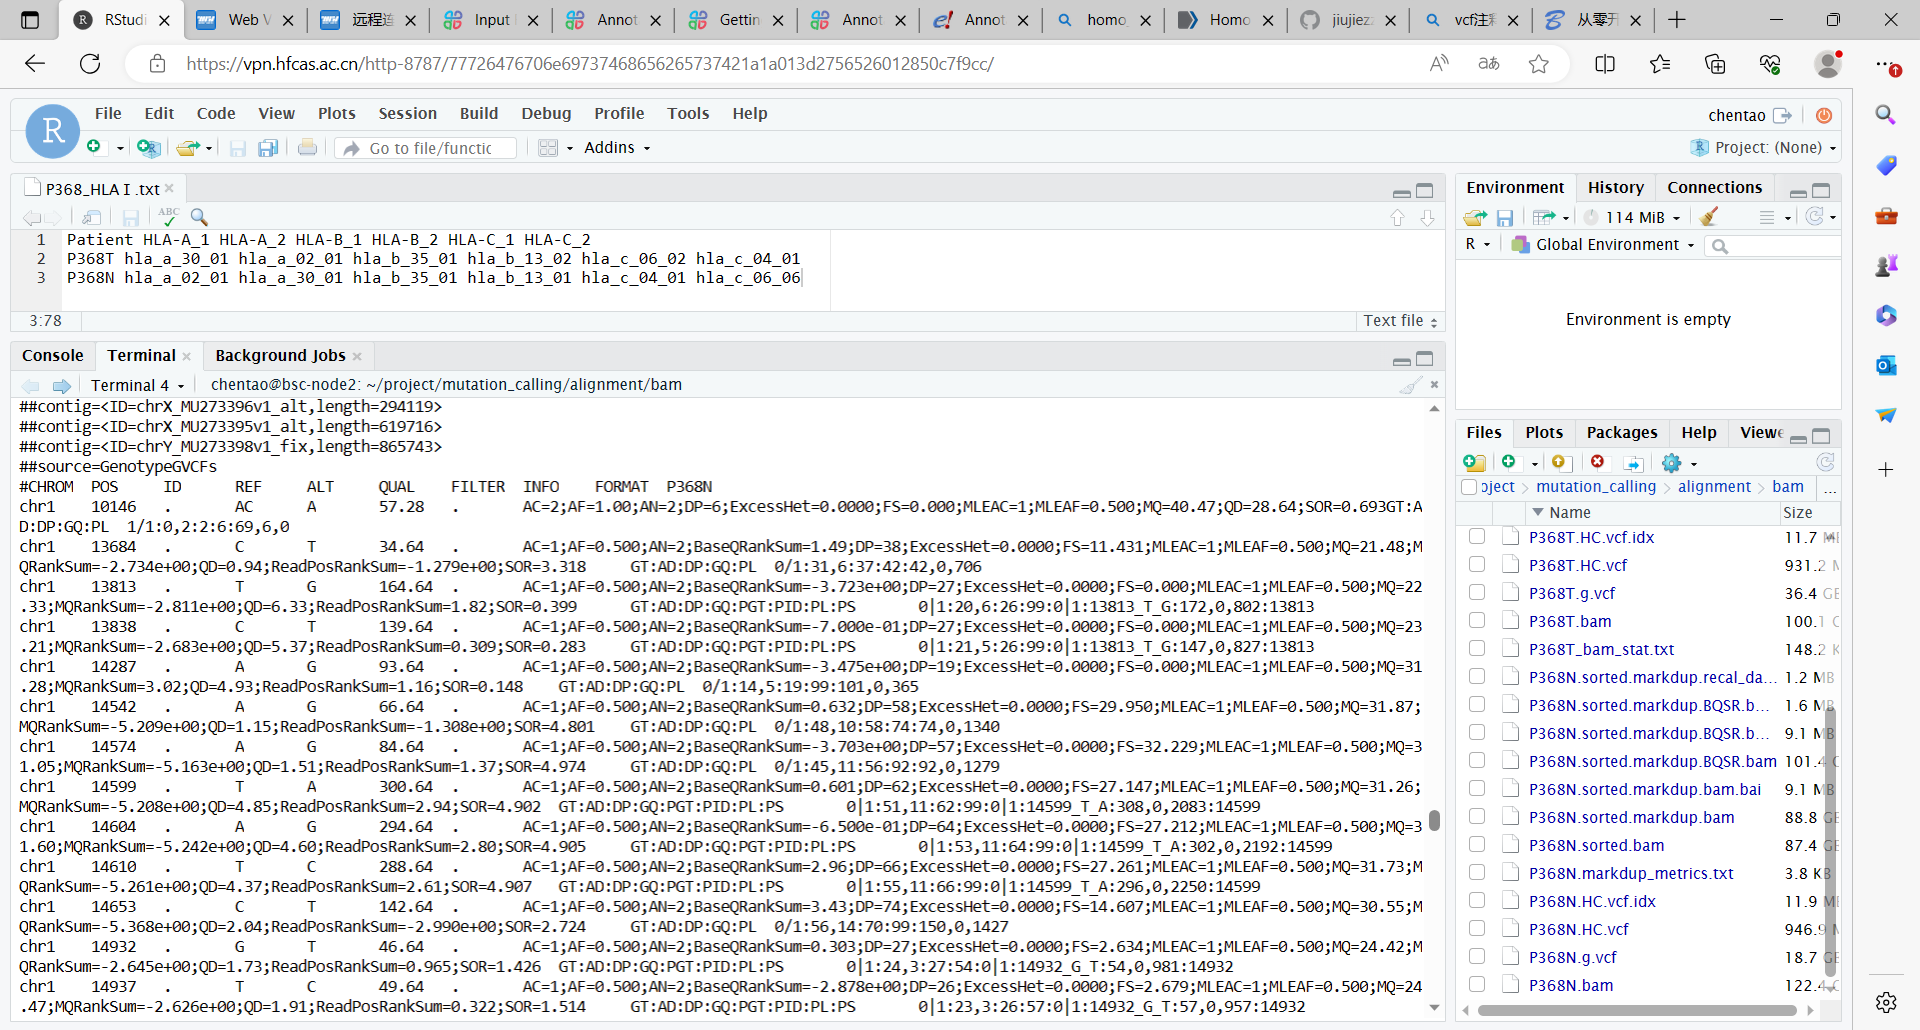 RStudi
Web V
远程连
Input
Annot
Gettin
Annot
Annot
homo_
Homo
jiujiez
vcf注释
从零开
https://vpn.hfcas.ac.cn/http-8787/77726476706e69737468656265737421a1a013d2756526012850c7f9cc/
File Edit Code View Plots Session Build Debug Profile Tools Help
chentao
Go to file/functic
Addins
Project: (None)
P368_HLA I .txt
1 Patient HLA-A_1 HLA-A_2 HLA-B_1 HLA-B_2 HLA-C_1 HLA-C_2
2 P368T hla_a_30_01 hla_a_02_01 hla_b_35_01 hla_b_13_02 hla_c_06_02 hla_c_04_01
3 P368N hla_a_02_01 hla_a_30_01 hla_b_35_01 hla_b_13_01 hla_c_04_01 hla_c_06_06
3:78
Text file
Console Terminal Background Jobs
Terminal 4 chentao@bsc-node2: ~/project/mutation_calling/alignment/bam
##contig=<ID=chrX_MU273396v1_alt,length=294119>
##contig=<ID=chrX_MU273395v1_alt,length=619716>
##contig=<ID=chrY_MU273398v1_fix,length=865743>
##source=GenotypeGVCFs
#CHROM POS ID REF ALT QUAL FILTER INFO FORMAT P368N
chr1 10146 . AC A 57.28 . AC=2;AF=1.00;AN=2;DP=6;ExcessHet=0.0000;FS=0.000;MLEAC=1;MLEAF=0.500;MQ=40.47;QD=28.64;SOR=0.693GT:A
D:DP:GQ:PL 1/1:0,2:2:6:69,6,0
chr1 13684 . C T 34.64 . AC=1;AF=0.500;AN=2;BaseQRankSum=1.49;DP=38;ExcessHet=0.0000;FS=11.431;MLEAC=1;MLEAF=0.500;MQ=21.48;M
QRankSum=-2.734e+00;QD=0.94;ReadPosRankSum=-1.279e+00;SOR=3.318 GT:AD:DP:GQ:PL 0/1:31,6:37:42:42,0,706
chr1 13813 . T G 164.64 . AC=1;AF=0.500;AN=2;BaseQRankSum=-3.723e+00;DP=27;ExcessHet=0.0000;FS=0.000;MLEAC=1;MLEAF=0.500;MQ=22
.33;MQRankSum=-2.811e+00;QD=6.33;ReadPosRankSum=1.82;SOR=0.399 GT:AD:DP:GQ:PGT:PID:PL:PS 0|1:20,6:26:99:0|1:13813_T_G:172,0,802:13813
chr1 13838 . C T 139.64 . AC=1;AF=0.500;AN=2;BaseQRankSum=-7.000e-01;DP=27;ExcessHet=0.0000;FS=0.000;MLEAC=1;MLEAF=0.500;MQ=23
.21;MQRankSum=-2.683e+00;QD=5.37;ReadPosRankSum=0.309;SOR=0.283 GT:AD:DP:GQ:PGT:PID:PL:PS 0|1:21,5:26:99:0|1:13813_T_G:147,0,827:13813
chr1 14287 . A G 93.64 . AC=1;AF=0.500;AN=2;BaseQRankSum=-3.475e+00;DP=19;ExcessHet=0.0000;FS=0.000;MLEAC=1;MLEAF=0.500;MQ=31
.28;MQRankSum=3.02;QD=4.93;ReadPosRankSum=1.16;SOR=0.148 GT:AD:DP:GQ:PL 0/1:14,5:19:99:101,0,365
chr1 14542 . A G 66.64 . AC=1;AF=0.500;AN=2;BaseQRankSum=0.632;DP=58;ExcessHet=0.0000;FS=29.950;MLEAC=1;MLEAF=0.500;MQ=31.87;
MQRankSum=-5.209e+00;QD=1.15;ReadPosRankSum=-1.308e+00;SOR=4.801 GT:AD:DP:GQ:PL 0/1:48,10:58:74:74,0,1340
chr1 14574 . A G 84.64 . AC=1;AF=0.500;AN=2;BaseQRankSum=-3.703e+00;DP=57;ExcessHet=0.0000;FS=32.229;MLEAC=1;MLEAF=0.500;MQ=3
1.05;MQRankSum=-5.163e+00;QD=1.51;ReadPosRankSum=1.37;SOR=4.974 GT:AD:DP:GQ:PL 0/1:45,11:56:92:92,0,1279
chr1 14599 . T A 300.64 . AC=1;AF=0.500;AN=2;BaseQRankSum=0.601;DP=62;ExcessHet=0.0000;FS=27.147;MLEAC=1;MLEAF=0.500;MQ=31.26;
MQRankSum=-5.208e+00;QD=4.85;ReadPosRankSum=2.94;SOR=4.902 GT:AD:DP:GQ:PGT:PID:PL:PS 0|1:51,11:62:99:0|1:14599_T_A:308,0,2083:14599
chr1 14604 . A G 294.64 . AC=1;AF=0.500;AN=2;BaseQRankSum=-6.500e-01;DP=64;ExcessHet=0.0000;FS=27.212;MLEAC=1;MLEAF=0.500;MQ=3
1.60;MQRankSum=-5.242e+00;QD=4.60;ReadPosRankSum=2.80;SOR=4.905 GT:AD:DP:GQ:PGT:PID:PL:PS 0|1:53,11:64:99:0|1:14599_T_A:302,0,2192:14599
chr1 14610 . T C 288.64 . AC=1;AF=0.500;AN=2;BaseQRankSum=2.96;DP=66;ExcessHet=0.0000;FS=27.261;MLEAC=1;MLEAF=0.500;MQ=31.73;M
QRankSum=-5.261e+00;QD=4.37;ReadPosRankSum=2.61;SOR=4.907 GT:AD:DP:GQ:PGT:PID:PL:PS 0|1:55,11:66:99:0|1:14599_T_A:296,0,2250:14599
chr1 14653 . C T 142.64 . AC=1;AF=0.500;AN=2;BaseQRankSum=3.43;DP=74;ExcessHet=0.0000;FS=14.607;MLEAC=1;MLEAF=0.500;MQ=30.55;M
QRankSum=-5.368e+00;QD=2.04;ReadPosRankSum=-2.990e+00;SOR=2.724 GT:AD:DP:GQ:PL 0/1:56,14:70:99:150,0,1427
chr1 14932 . G T 46.64 . AC=1;AF=0.500;AN=2;BaseQRankSum=0.303;DP=27;ExcessHet=0.0000;FS=2.634;MLEAC=1;MLEAF=0.500;MQ=24.42;M
QRankSum=-2.645e+00;QD=1.73;ReadPosRankSum=0.965;SOR=1.426 GT:AD:DP:GQ:PGT:PID:PL:PS 0|1:24,3:27:54:0|1:14932_G_T:54,0,981:14932
chr1 14937 . T C 49.64 . AC=1;AF=0.500;AN=2;BaseQRankSum=-2.878e+00;DP=26;ExcessHet=0.0000;FS=2.679;MLEAC=1;MLEAF=0.500;MQ=24
.47;MQRankSum=-2.626e+00;QD=1.91;ReadPosRankSum=0.322;SOR=1.514 GT:AD:DP:GQ:PGT:PID:PL:PS 0|1:23,3:26:57:0|1:14932_G_T:57,0,957:14932
Environment History Connections
114 MiB
R Global Environment
Environment is empty
Files Plots Packages Help Viewe
oject mutation_calling alignment bam ...
Name Size
P368T.HC.vcf.idx 11.7 MB
P368T.HC.vcf 931.2 M
P368T.g.vcf 36.4 GB
P368T.bam 100.1 G
P368T_bam_stat.txt 148.2 K
P368N.sorted.markdup.recal_da... 1.2 MB
P368N.sorted.markdup.BQSR.b... 1.6 MB
P368N.sorted.markdup.BQSR.b... 9.1 MB
P368N.sorted.markdup.BQSR.bam 101.4 G
P368N.sorted.markdup.bam.bai 9.1 MB
P368N.sorted.markdup.bam 88.8 GB
P368N.sorted.bam 87.4 GB
P368N.markdup_metrics.txt 3.8 KB
P368N.HC.vcf.idx 11.9 MB
P368N.HC.vcf 946.9 M
P368N.g.vcf 18.7 GB
P368N.bam 122.4 G